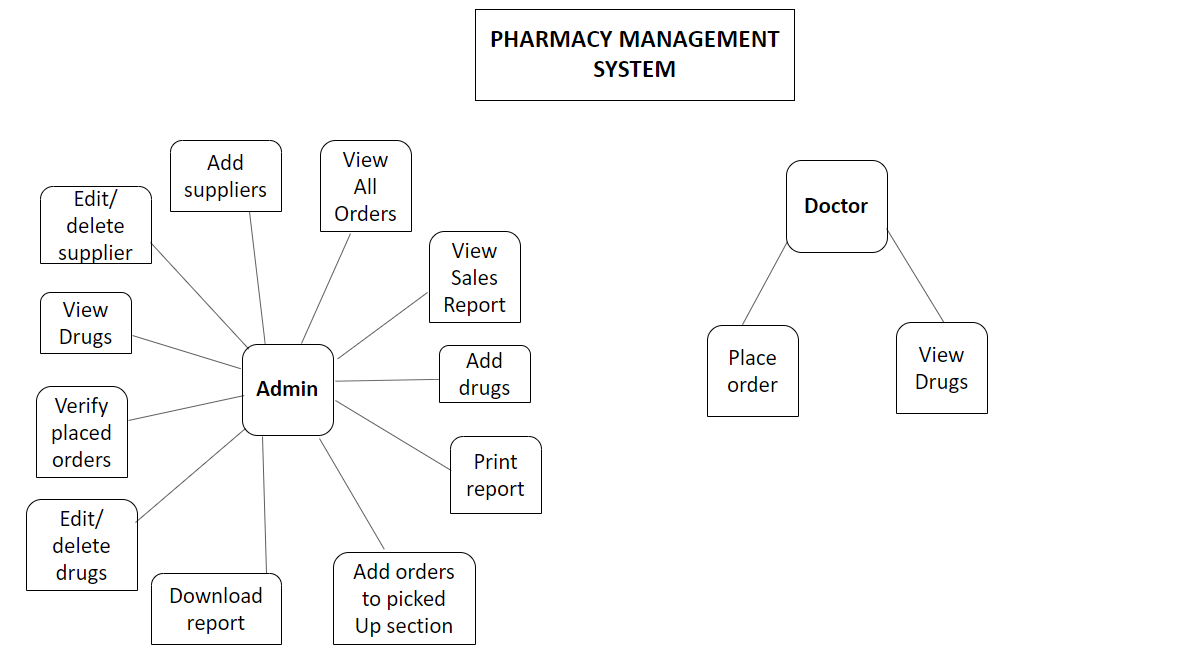 PHARMACY MANAGEMENT
SYSTEM
Add
suppliers
View
All
Orders
Edit/
delete
supplier
View
Sales
Report
View
Drugs
Add
drugs
Admin
Verify
placed
orders
Print
report
Edit/
delete
drugs
Download
report
Add orders
to picked
Up section
Doctor
Place
order
View
Drugs